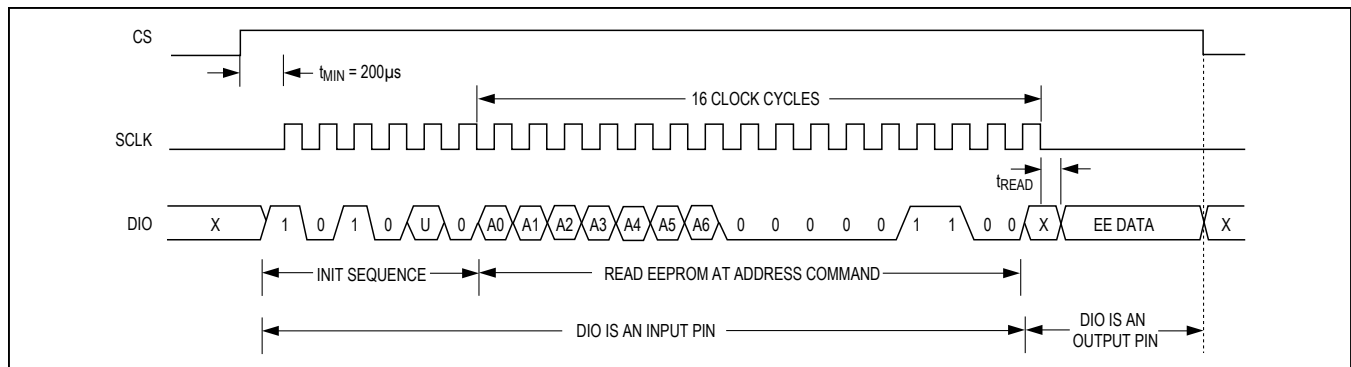 CS
tMIN = 200µs
16 CLOCK CYCLES
SCLK
tREAD
DIO X 1 0 1 0 U 0 A0 A1 A2 A3 A4 A5 A6 0 0 0 0 0 1 1 0 0 X EE DATA X
INIT SEQUENCE READ EEPROM AT ADDRESS COMMAND
DIO IS AN INPUT PIN DIO IS AN
OUTPUT PIN